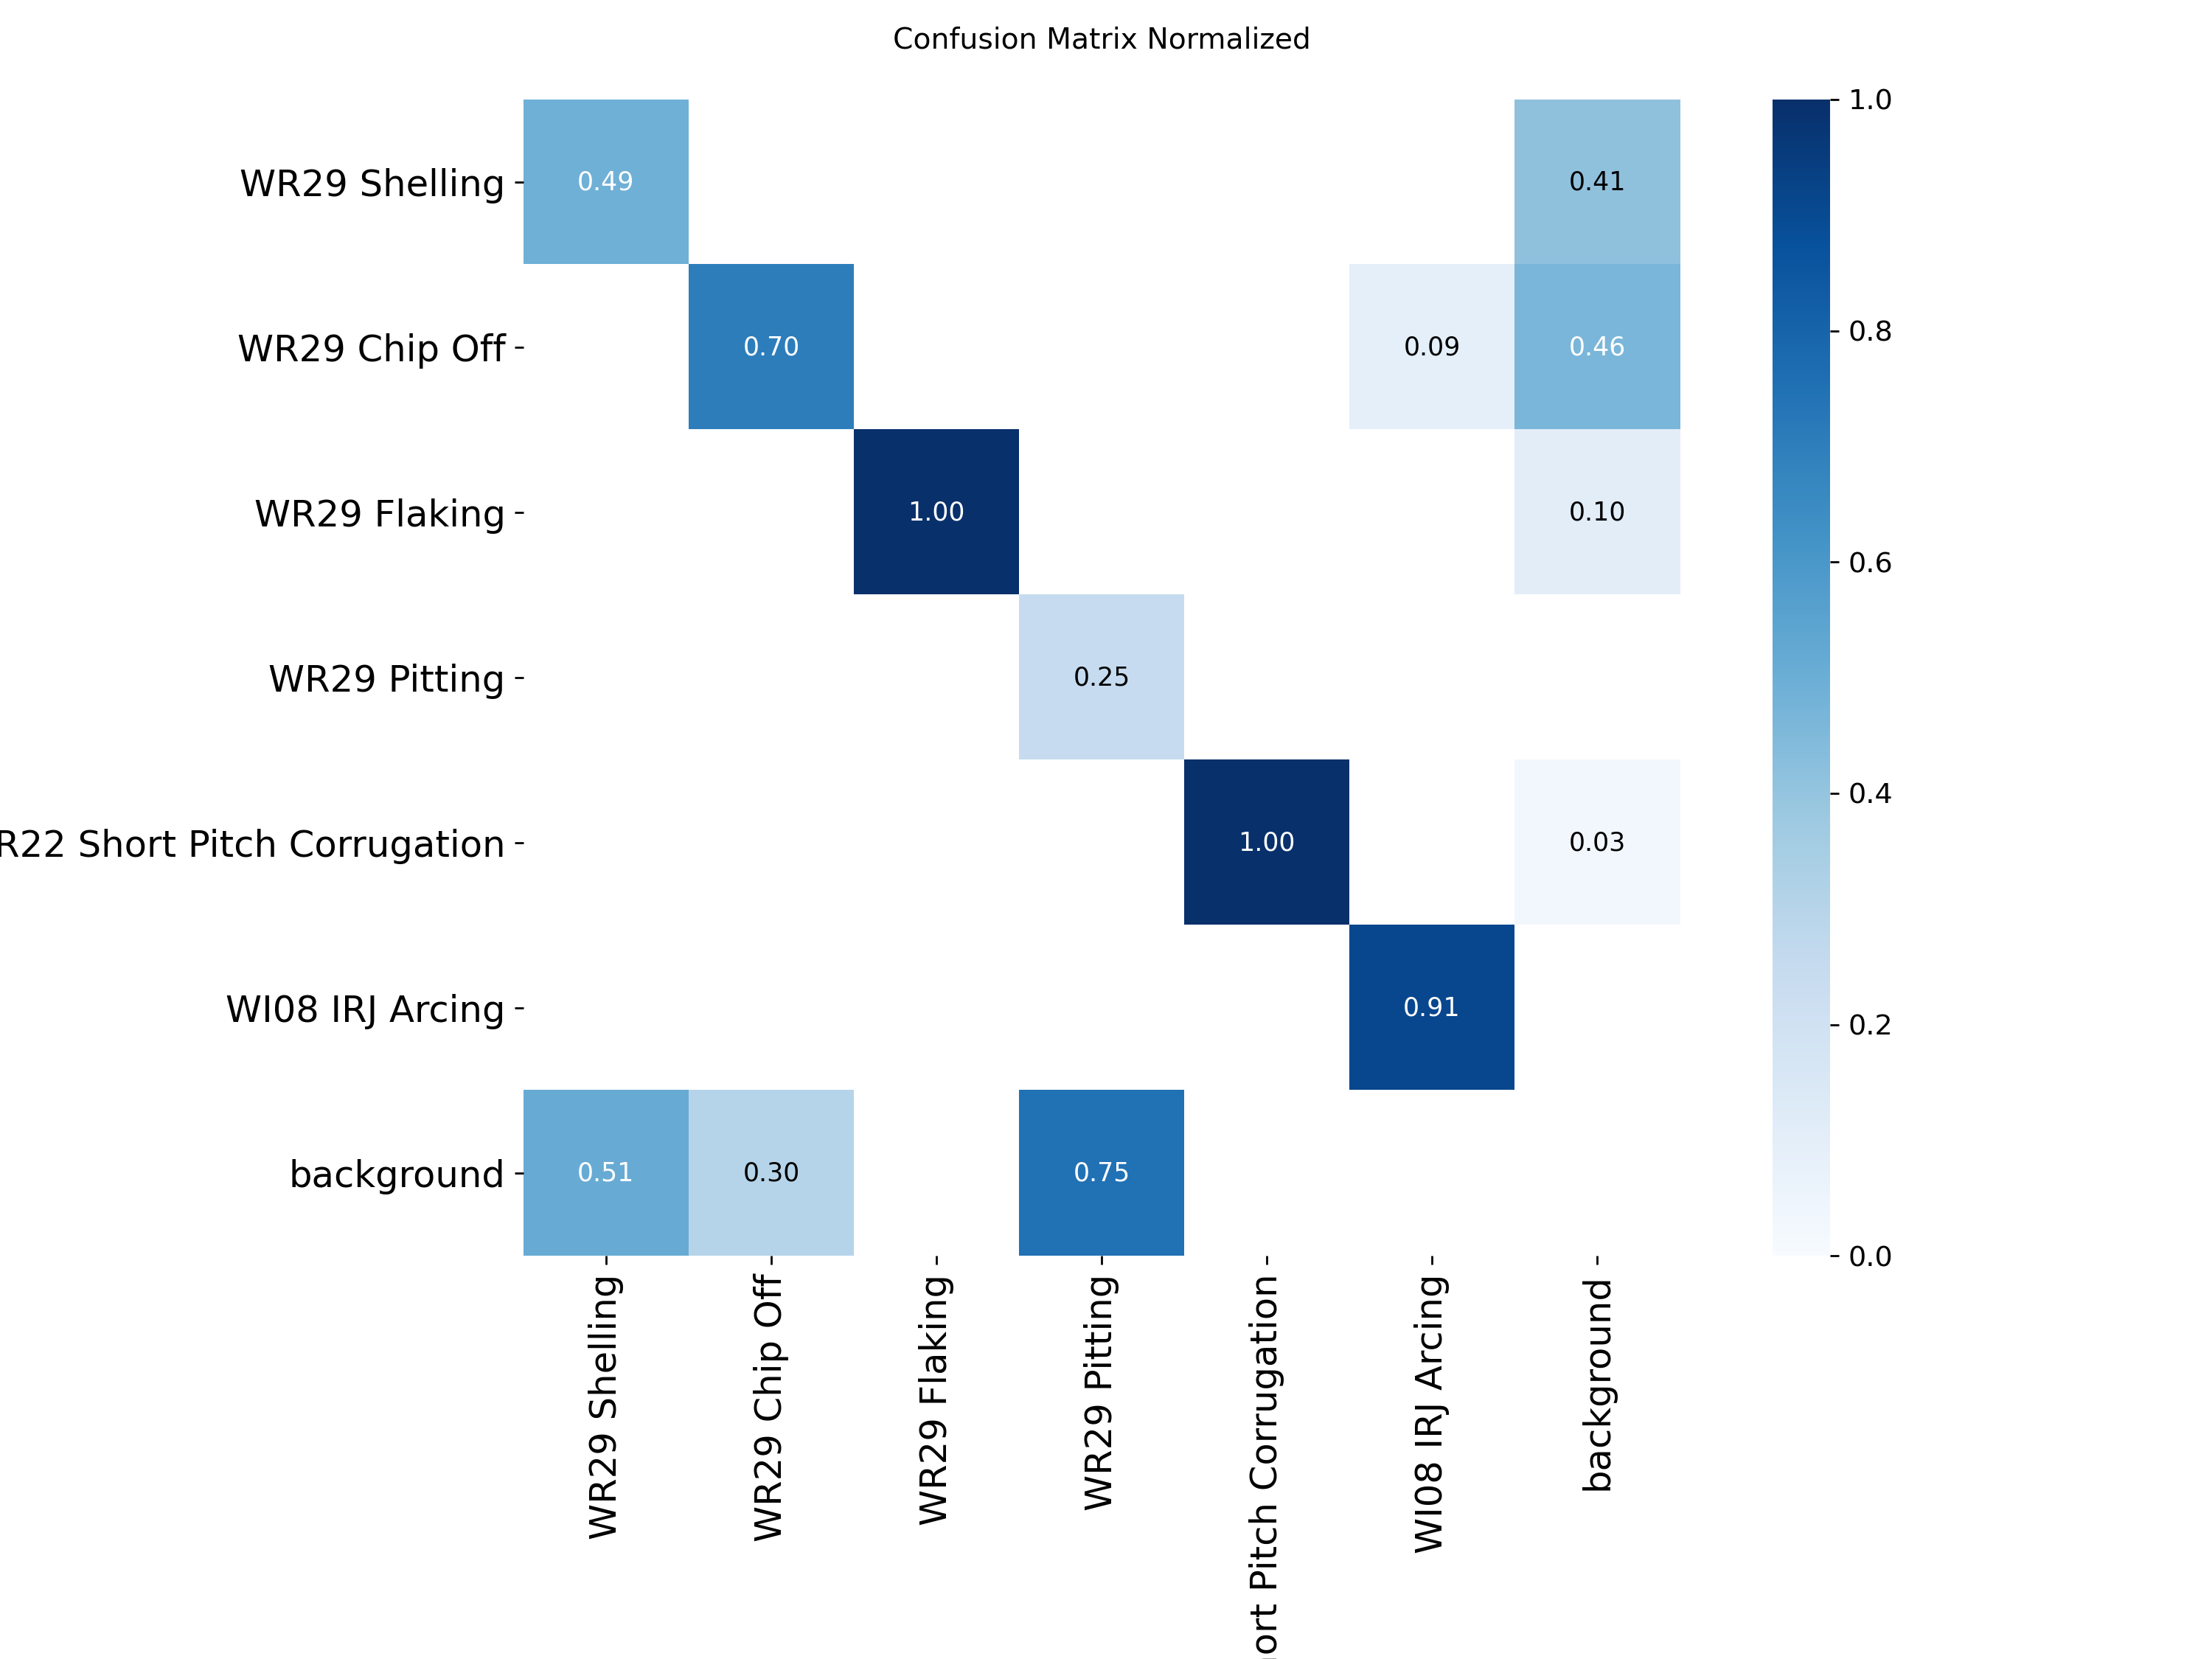 Confusion Matrix Normalized
WR29 Shelling
0.49
0.41
WR29 Chip Off
0.70
0.09
0.46
WR29 Flaking
1.00
0.10
WR29 Pitting
0.25
R22 Short Pitch Corrugation
1.00
0.03
WI08 IRJ Arcing
0.91
background
0.51
0.30
0.75
WR29 Shelling
WR29 Chip Off
WR29 Flaking
WR29 Pitting
ort Pitch Corrugation
WI08 IRJ Arcing
background
1.0
0.8
0.6
0.4
0.2
0.0